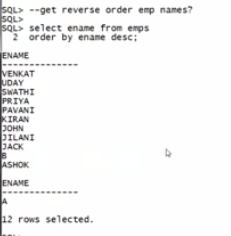 SQL> --get reverse order emp names?
SQL>
SQL> select ename from emps
2 order by ename desc;
ENAME
--------------
VENKAT
UDAY
SWATHI
PRIYA
PAVANI
KIRAN
JOHN
JILANI
JACK
B
ASHOK
ENAME
--------------
A
12 rows selected.